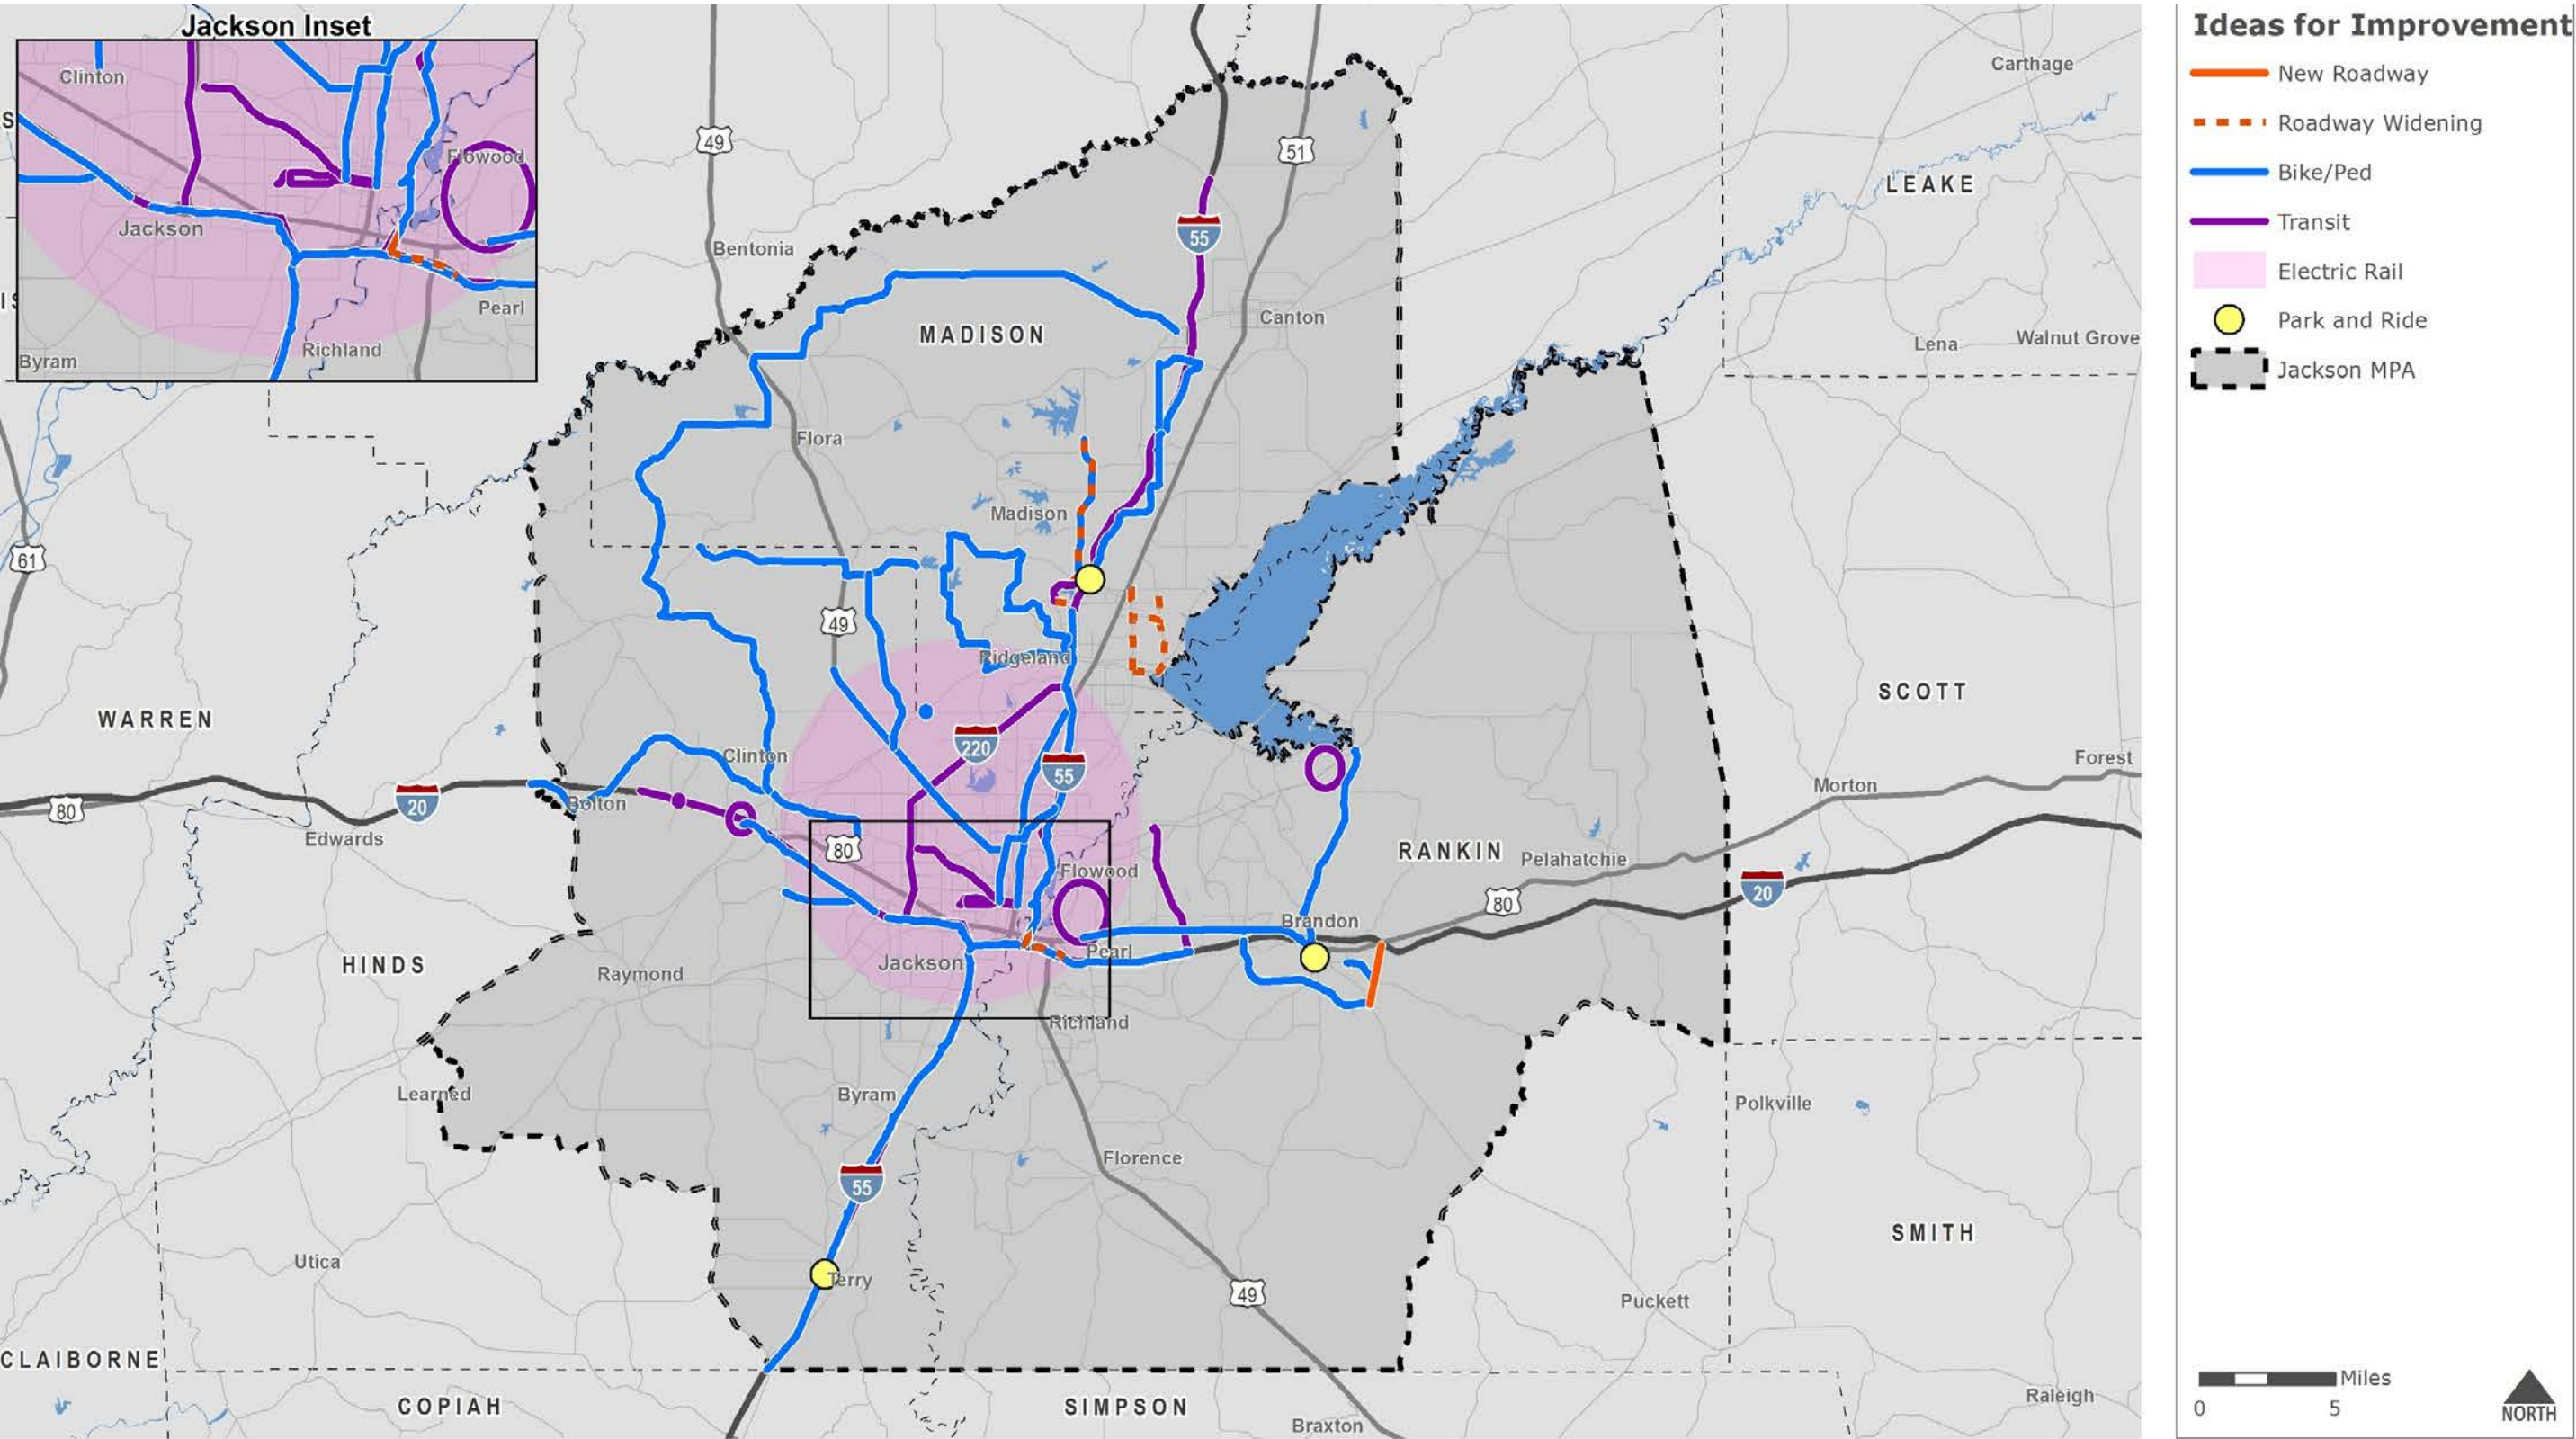 Jackson Inset
Clinton
Flowood
Jackson
Pearl
Richland
Byram
S
IS
49
51
Carthage
LEAKE
55
Bentonia
MADISON
Canton
Lena
Walnut Grove
Flora
Madison
61
49
Ridgeland
SCOTT
WARREN
220
55
Clinton
Forest
Morton
80
20
Bolton
Edwards
80
RANKIN
Pelahatchie
Flowood
80
20
Brandon
Pearl
Jackson
HINDS
Raymond
Richland
Learned
Byram
Polkville
Florence
55
SMITH
Utica
Terry
49
Puckett
CLAIBORNE
COPIAH
SIMPSON
Raleigh
Braxton
Ideas for Improvement
New Roadway
Roadway Widening
Bike/Ped
Transit
Electric Rail
Park and Ride
Jackson MPA
Miles
0 5
NORTH